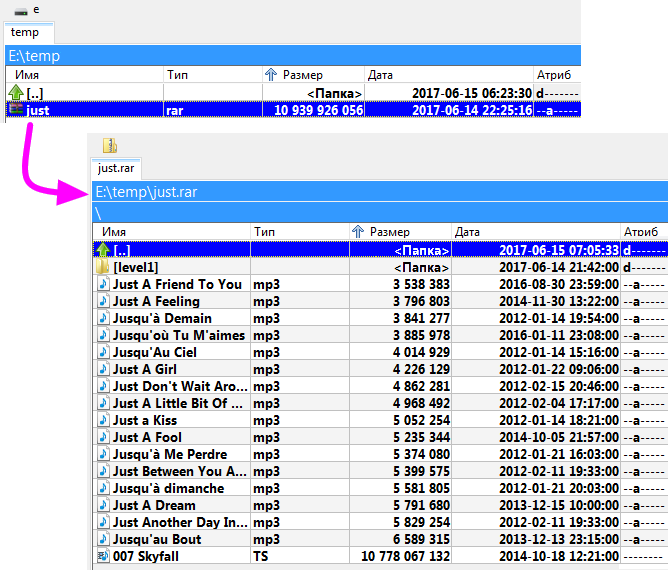 e
temp
E:\temp
Имя Тип Размер Дата Атриб
[..] <Папка> 2017-06-15 06:23:30 d-------
just rar 10 939 926 056 2017-06-14 22:25:16 --a-----
just.rar
E:\temp\just.rar
\
Имя Тип Размер Дата Атриб
[..] <Папка> 2017-06-15 07:05:33 d-------
[level1] <Папка> 2017-06-14 21:42:00 d-------
Just A Friend To You mp3 3 538 383 2016-08-30 23:59:00 --a-----
Just A Feeling mp3 3 796 803 2014-11-30 13:22:00 --a-----
Jusqu'à Demain mp3 3 841 277 2012-01-14 19:54:00 --a-----
Jusqu'où Tu M'aimes mp3 3 885 978 2016-01-11 23:08:00 --a-----
Jusqu'Au Ciel mp3 4 014 929 2012-01-14 15:16:00 --a-----
Just A Girl mp3 4 226 129 2012-01-22 09:06:00 --a-----
Just Don't Wait Aro... mp3 4 862 281 2012-02-15 20:46:00 --a-----
Just A Little Bit Of ... mp3 4 968 492 2012-02-04 17:17:00 --a-----
Just a Kiss mp3 5 052 254 2012-01-14 18:21:00 --a-----
Just A Fool mp3 5 235 344 2014-10-05 21:57:00 --a-----
Jusqu'à Me Perdre mp3 5 374 080 2012-01-21 16:03:00 --a-----
Just Between You A... mp3 5 399 575 2012-02-11 19:33:00 --a-----
Jusqu'à dimanche mp3 5 581 805 2012-01-21 20:03:00 --a-----
Just A Dream mp3 5 791 680 2013-12-15 10:00:00 --a-----
Just Another Day In... mp3 5 829 254 2012-02-11 19:33:00 --a-----
Jusqu'au Bout mp3 6 589 315 2013-12-13 23:15:00 --a-----
007 Skyfall TS 10 778 067 132 2014-10-18 12:21:00 --------